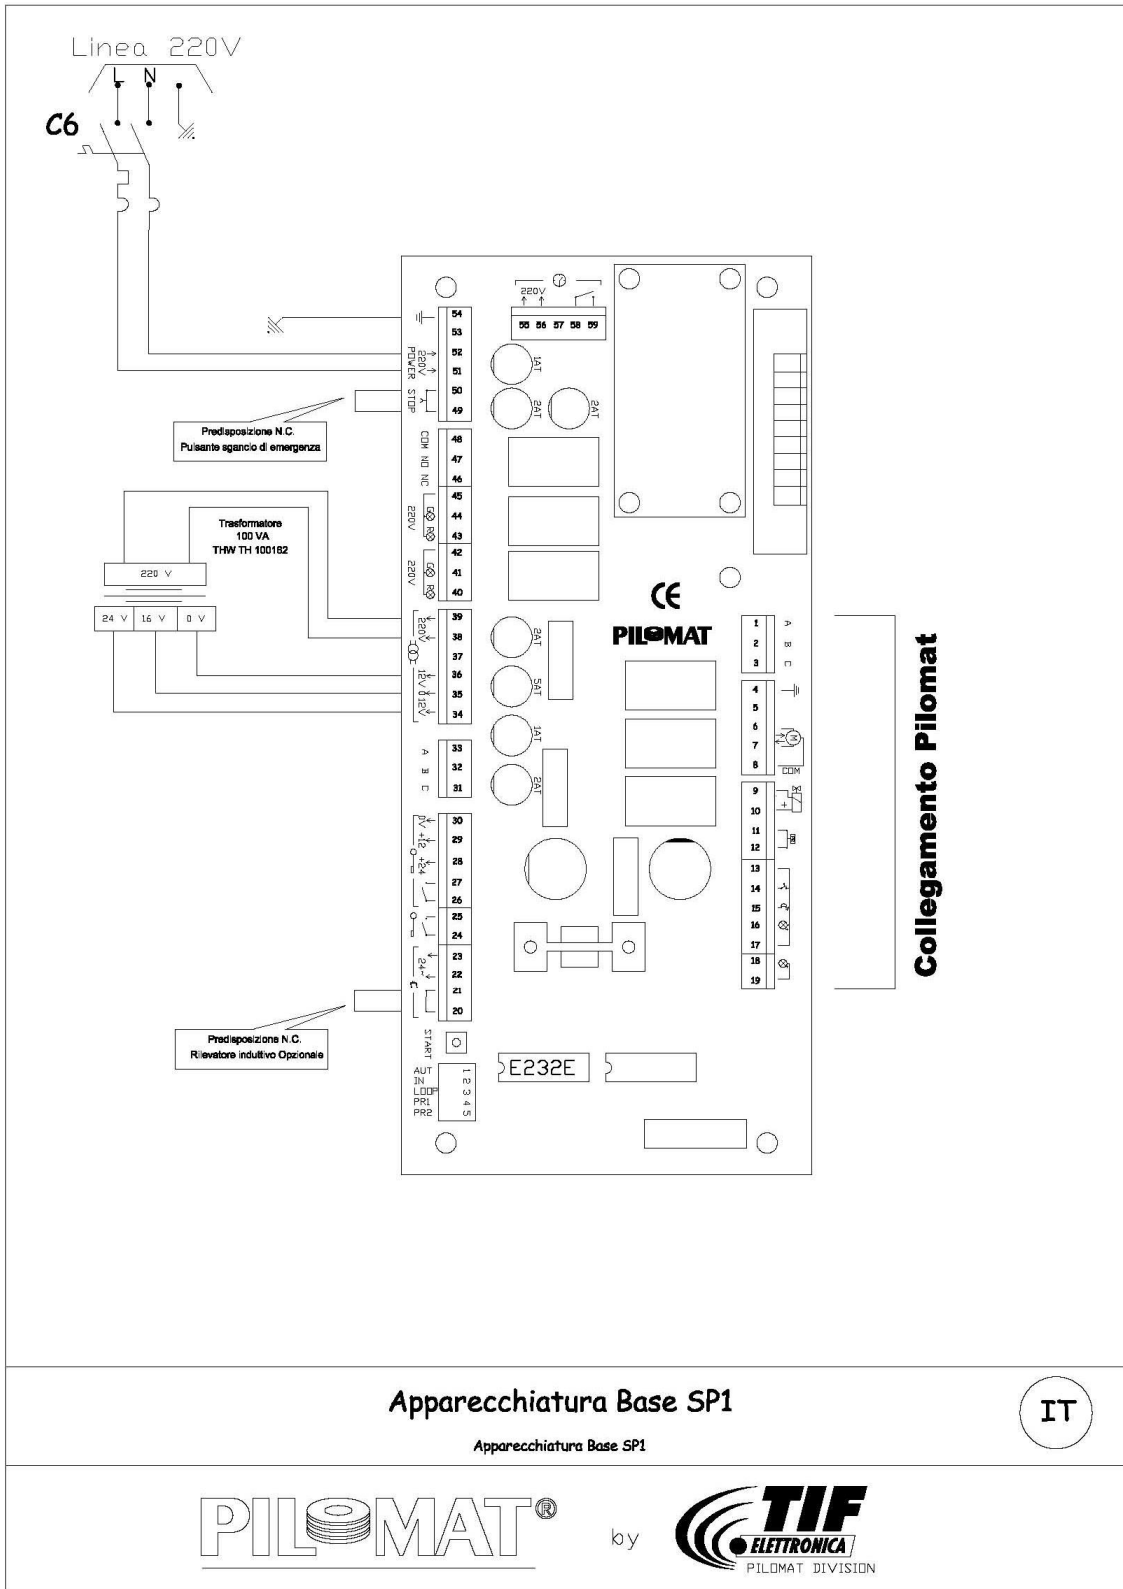 Linea 220V
L N
C6
220V
55 56 57 58 59
54
53
52
51
50
49
220V
POWER
STOP
1AT
2AT
2AT
Predisposizione N.C.
Pulsante sgancio di emergenza
48
47
46
COM NO NC
45
44
43
220V
G
R
42
41
40
220V
G
R
Trasformatore
100 VA
THW TH 100182
220 V
24 V 16 V 0 V
39
38
37
36
35
34
220V
12V 0 12V
2AT
5AT
1AT
2AT
CE
PILOMAT
33
32
31
A
B
C
30
29
28
27
26
25
24
23
22
21
20
0V +12
+24
24~
Predisposizione N.C.
Rilevatore induttivo Opzionale
START
AUT 1
IN 2
LOOP 3
PR1 4
PR2 5
E232E
1 A
2 B
3 C
4
5
6
7
8
M
COM
9
10
+
11
12
13
14
15
16
17
18
19
Collegamento Pilomat
Apparecchiatura Base SP1
Apparecchiatura Base SP1
IT
PILOMAT®
by
TIF
ELETTRONICA
PILOMAT DIVISION